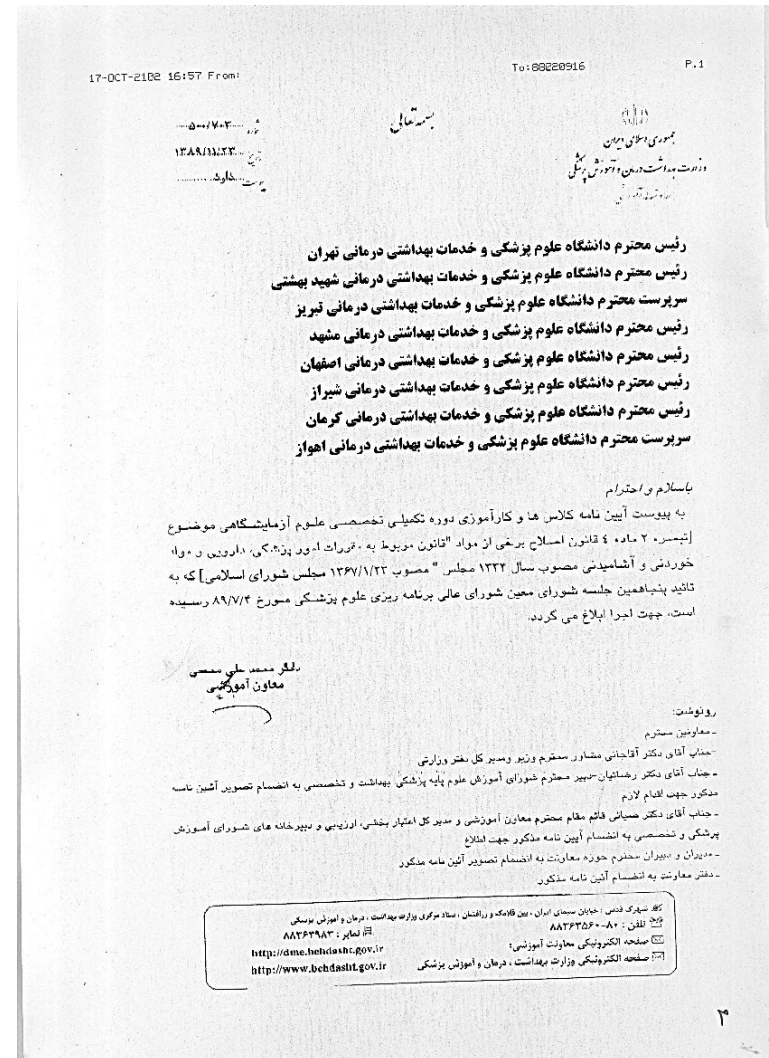 17-OCT-2102 16:57 From:
To:88220916
P.1
بسمه تعالی
جمهوری اسلامی ایران
وزارت بهداشت درمان و آموزش پزشکی
شماره ۵۰۰/۷۰۳
تاریخ ۱۳۸۹/۱۱/۲۳
پیوست دارد
رئیس محترم دانشگاه علوم پزشکی و خدمات بهداشتی درمانی تهران
رئیس محترم دانشگاه علوم پزشکی و خدمات بهداشتی درمانی شهید بهشتی
سرپرست محترم دانشگاه علوم پزشکی و خدمات بهداشتی درمانی تبریز
رئیس محترم دانشگاه علوم پزشکی و خدمات بهداشتی درمانی مشهد
رئیس محترم دانشگاه علوم پزشکی و خدمات بهداشتی درمانی اصفهان
رئیس محترم دانشگاه علوم پزشکی و خدمات بهداشتی درمانی شیراز
رئیس محترم دانشگاه علوم پزشکی و خدمات بهداشتی درمانی کرمان
سرپرست محترم دانشگاه علوم پزشکی و خدمات بهداشتی درمانی اهواز
باسلام و احترام
به پیوست آیین نامه کلاس ها و کارآموزی دوره تکمیلی تخصصی علوم آزمایشگاهی موضوع
[تبصره ۲ ماده ٤ قانون اصلاح برخی از مواد "قانون مربوط به مقررات امور پزشکی، دارویی و مواد
خوردنی و آشامیدنی مصوب سال ۱۳۳۴ مجلس " مصوب ۱۳۶۷/۱/۲۳ مجلس شورای اسلامی] که به
تائید پنجاهمین جلسه شورای معین شورای عالی برنامه ریزی علوم پزشکی مورخ ۸۹/۷/۴ رسیده
است، جهت اجرا ابلاغ می گردد.
دکتر محمد علی محسنی
معاون آموزشی
رونوشت:
- معاونین محترم
- جناب آقای دکتر آقاجانی مشاور محترم وزیر ومدیر کل دفتر وزارتی
- جناب آقای دکتر رضائیان-دبیر محترم شورای آموزش علوم پایه پزشکی بهداشت و تخصصی به انضمام تصویر آئین نامه
مذکور جهت اقدام لازم
- جناب آقای دکتر ضیائی قائم مقام محترم معاون آموزشی و مدیر کل اعتبار بخشی، ارزیابی و دبیرخانه های شورای آموزش
پزشکی و تخصصی به انضمام آیین نامه مذکور جهت اطلاع
- مدیران و دبیران محترم حوزه معاونت به انضمام تصویر آئین نامه مذکور
- دفتر معاونت به انضمام آئین نامه مذکور
شهرک قدس : خیابان سیمای ایران ، بین فلامک و زرافشان ، ستاد مرکزی وزارت بهداشت ، درمان و آموزش پزشکی
تلفن : ۸۰-۸۸۳۶۳۵۶۰ نمابر : ۸۸۳۶۳۹۸۳
صفحه الکترونیکی معاونت آموزشی: http://dme.behdasht.gov.ir
صفحه الکترونیکی وزارت بهداشت ، درمان و آموزش پزشکی http://www.behdasht.gov.ir
۳